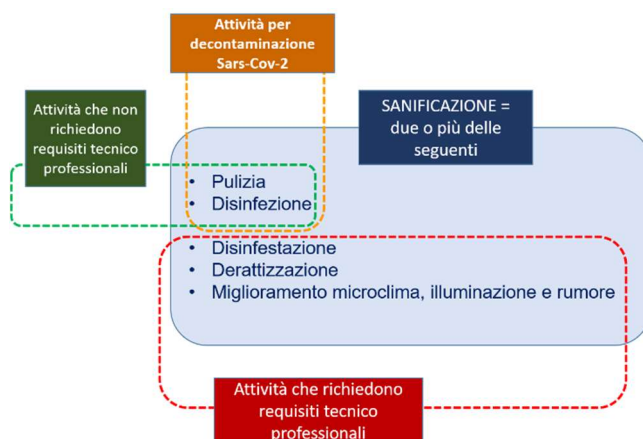 Attività per
decontaminazione
Sars-Cov-2
Attività che non
richiedono
requisiti tecnico
professionali
SANIFICAZIONE =
due o più delle
seguenti
• Pulizia
• Disinfezione
• Disinfestazione
• Derattizzazione
• Miglioramento microclima, illuminazione e rumore
Attività che richiedono
requisiti tecnico
professionali